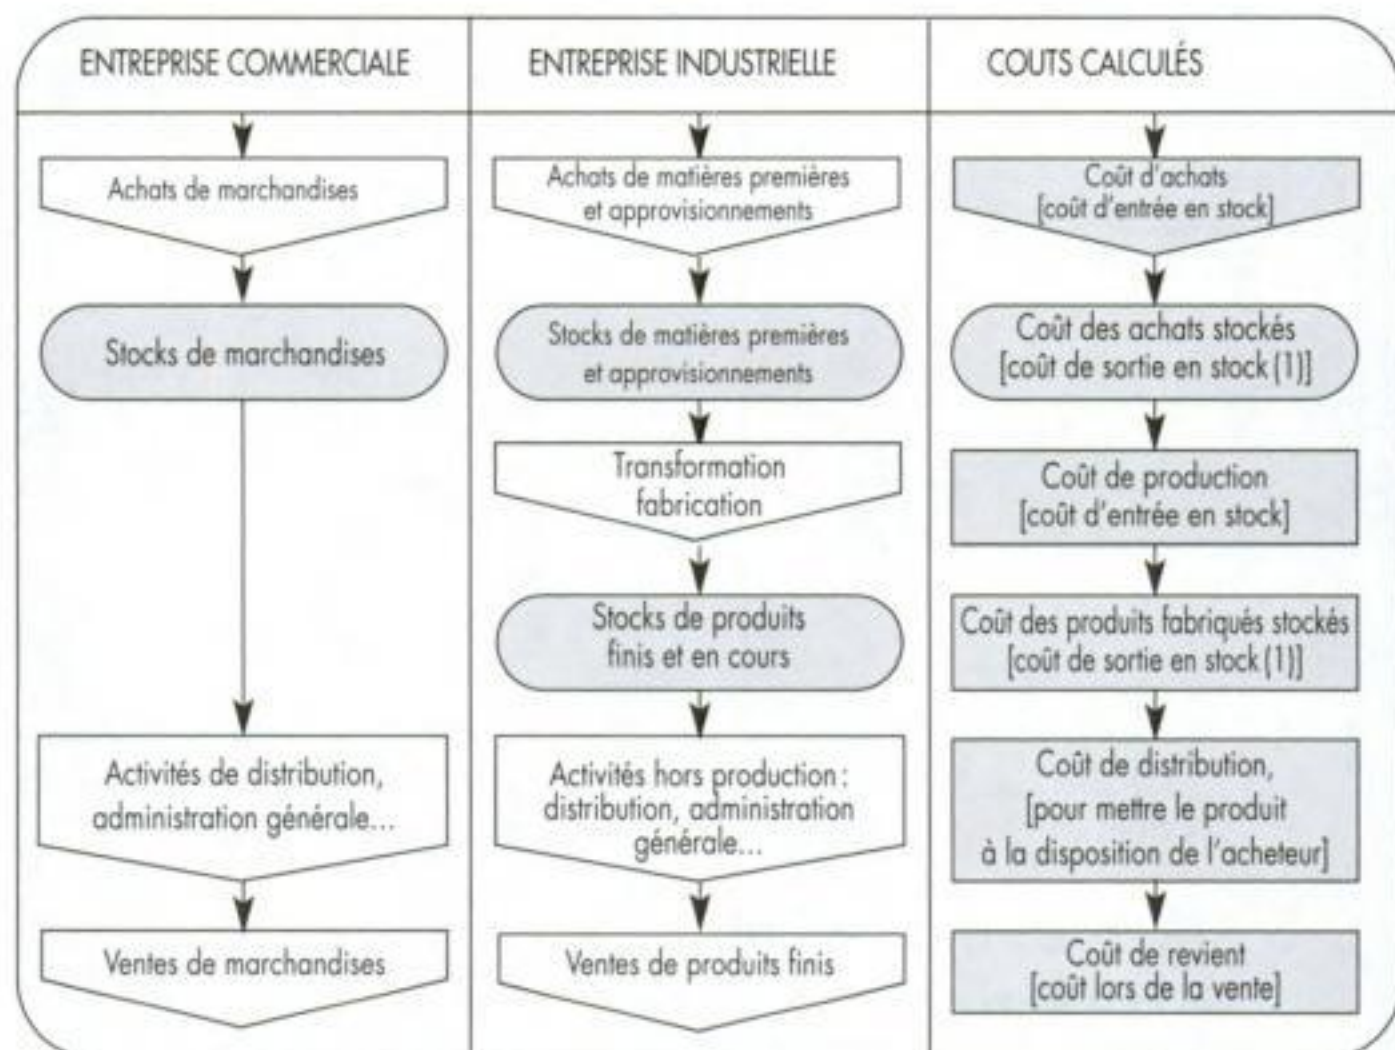 ENTREPRISE COMMERCIALE
Achats de marchandises
Stocks de marchandises
Activités de distribution,
administration générale...
Ventes de marchandises
ENTREPRISE INDUSTRIELLE
Achats de matières premières
et approvisionnements
Stocks de matières premières
et approvisionnements
Transformation
fabrication
Stocks de produits
finis et en cours
Activités hors production :
distribution, administration
générale...
Ventes de produits finis
COUTS CALCULÉS
Coût d'achats
[coût d'entrée en stock]
Coût des achats stockés
[coût de sortie en stock (1)]
Coût de production
[coût d'entrée en stock]
Coût des produits fabriqués stockés
[coût de sortie en stock (1)]
Coût de distribution,
[pour mettre le produit
à la disposition de l'acheteur]
Coût de revient
[coût lors de la vente]